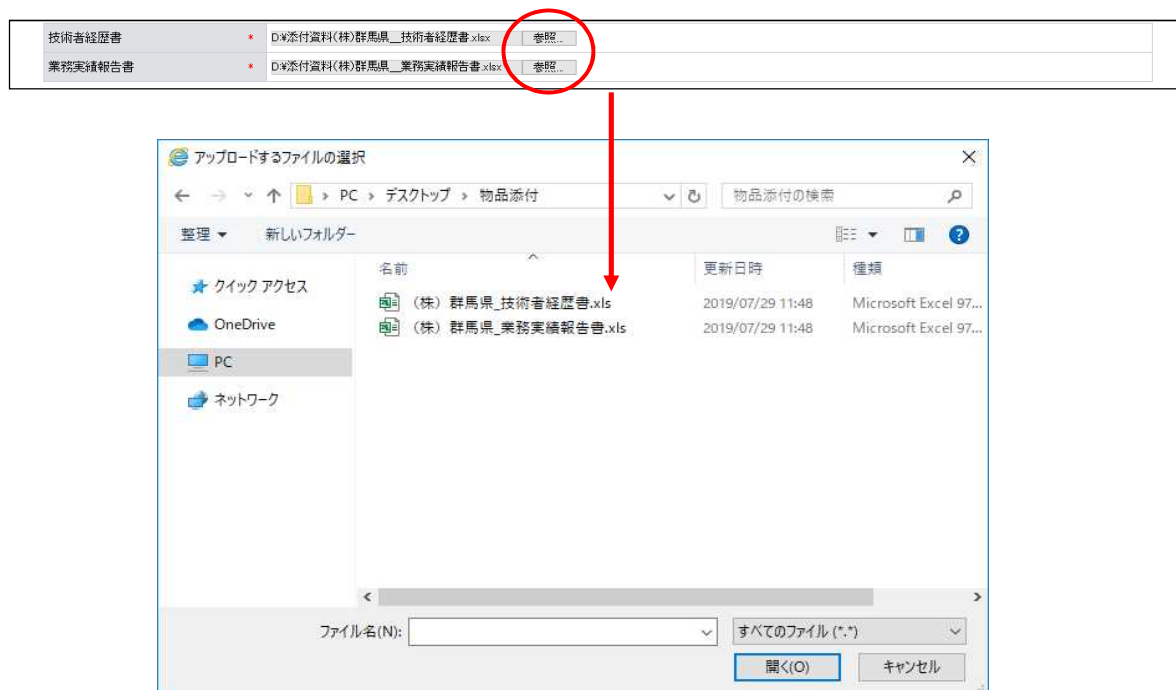 技術者経歴書 * D:¥添付資料(株)群馬県__技術者経歴書.xlsx 参照...
業務実績報告書 * D:¥添付資料(株)群馬県__業務実績報告書.xlsx 参照...
アップロードするファイルの選択
PC › デスクトップ › 物品添付 物品添付の検索
整理 新しいフォルダー
名前 更新日時 種類
クイック アクセス
(株)群馬県_技術者経歴書.xls 2019/07/29 11:48 Microsoft Excel 97...
OneDrive (株)群馬県_業務実績報告書.xls 2019/07/29 11:48 Microsoft Excel 97...
PC
ネットワーク
ファイル名(N): すべてのファイル (*.*)
開く(O) キャンセル